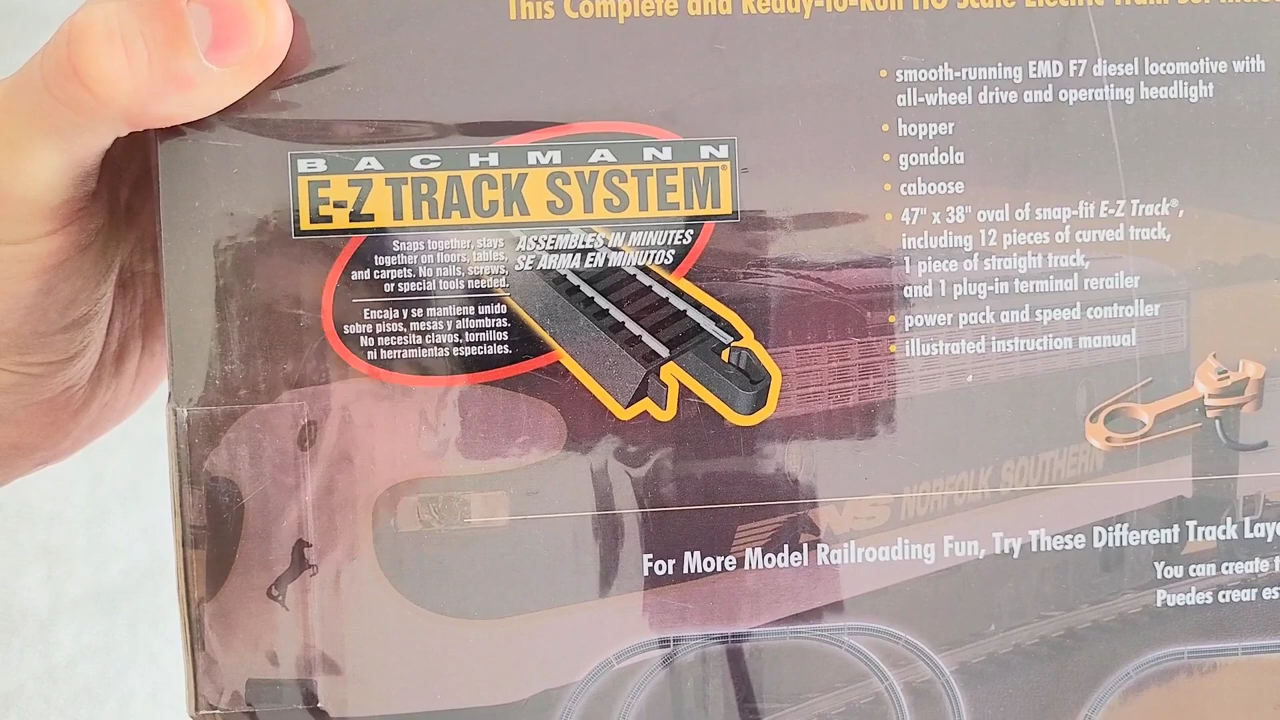 This Complete and Ready-To-Run HO Scale Electric Train Set
smooth-running EMD F7 diesel locomotive with
all-wheel drive and operating headlight
hopper
gondola
caboose
47" x 38" oval of snap-fit E-Z Track®,
including 12 pieces of curved track,
1 piece of straight track,
and 1 plug-in terminal rerailer
power pack and speed controller
illustrated instruction manual
BACHMANN
E-Z TRACK SYSTEM®
Snaps together, stays
together on floors, tables,
and carpets. No nails, screws,
or special tools needed.
Encaja y se mantiene unido
sobre pisos, mesas y alfombras.
No necesita clavos, tornillos
ni herramientas especiales.
ASSEMBLES IN MINUTES
SE ARMA EN MINUTOS
NS NORFOLK SOUTHERN
For More Model Railroading Fun, Try These Different Track
You can create
Puedes crear